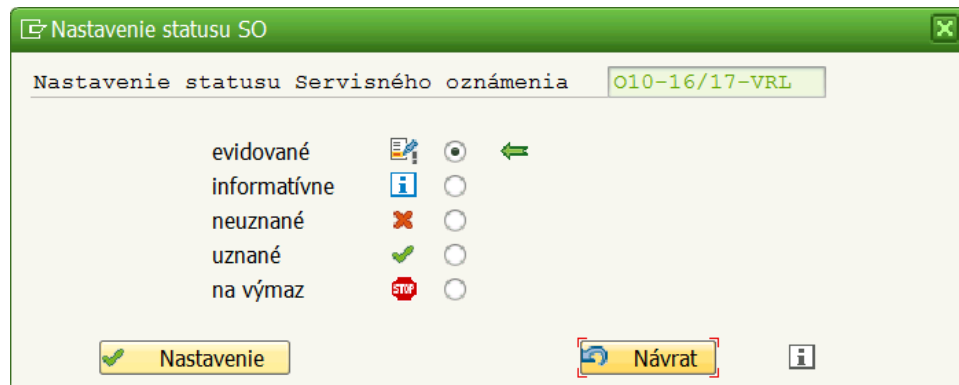 Nastavenie statusu SO
Nastavenie statusu Servisného oznámenia O10-16/17-VRL
evidované
informatívne
neuznané
uznané
na výmaz STOP
Nastavenie Návrat